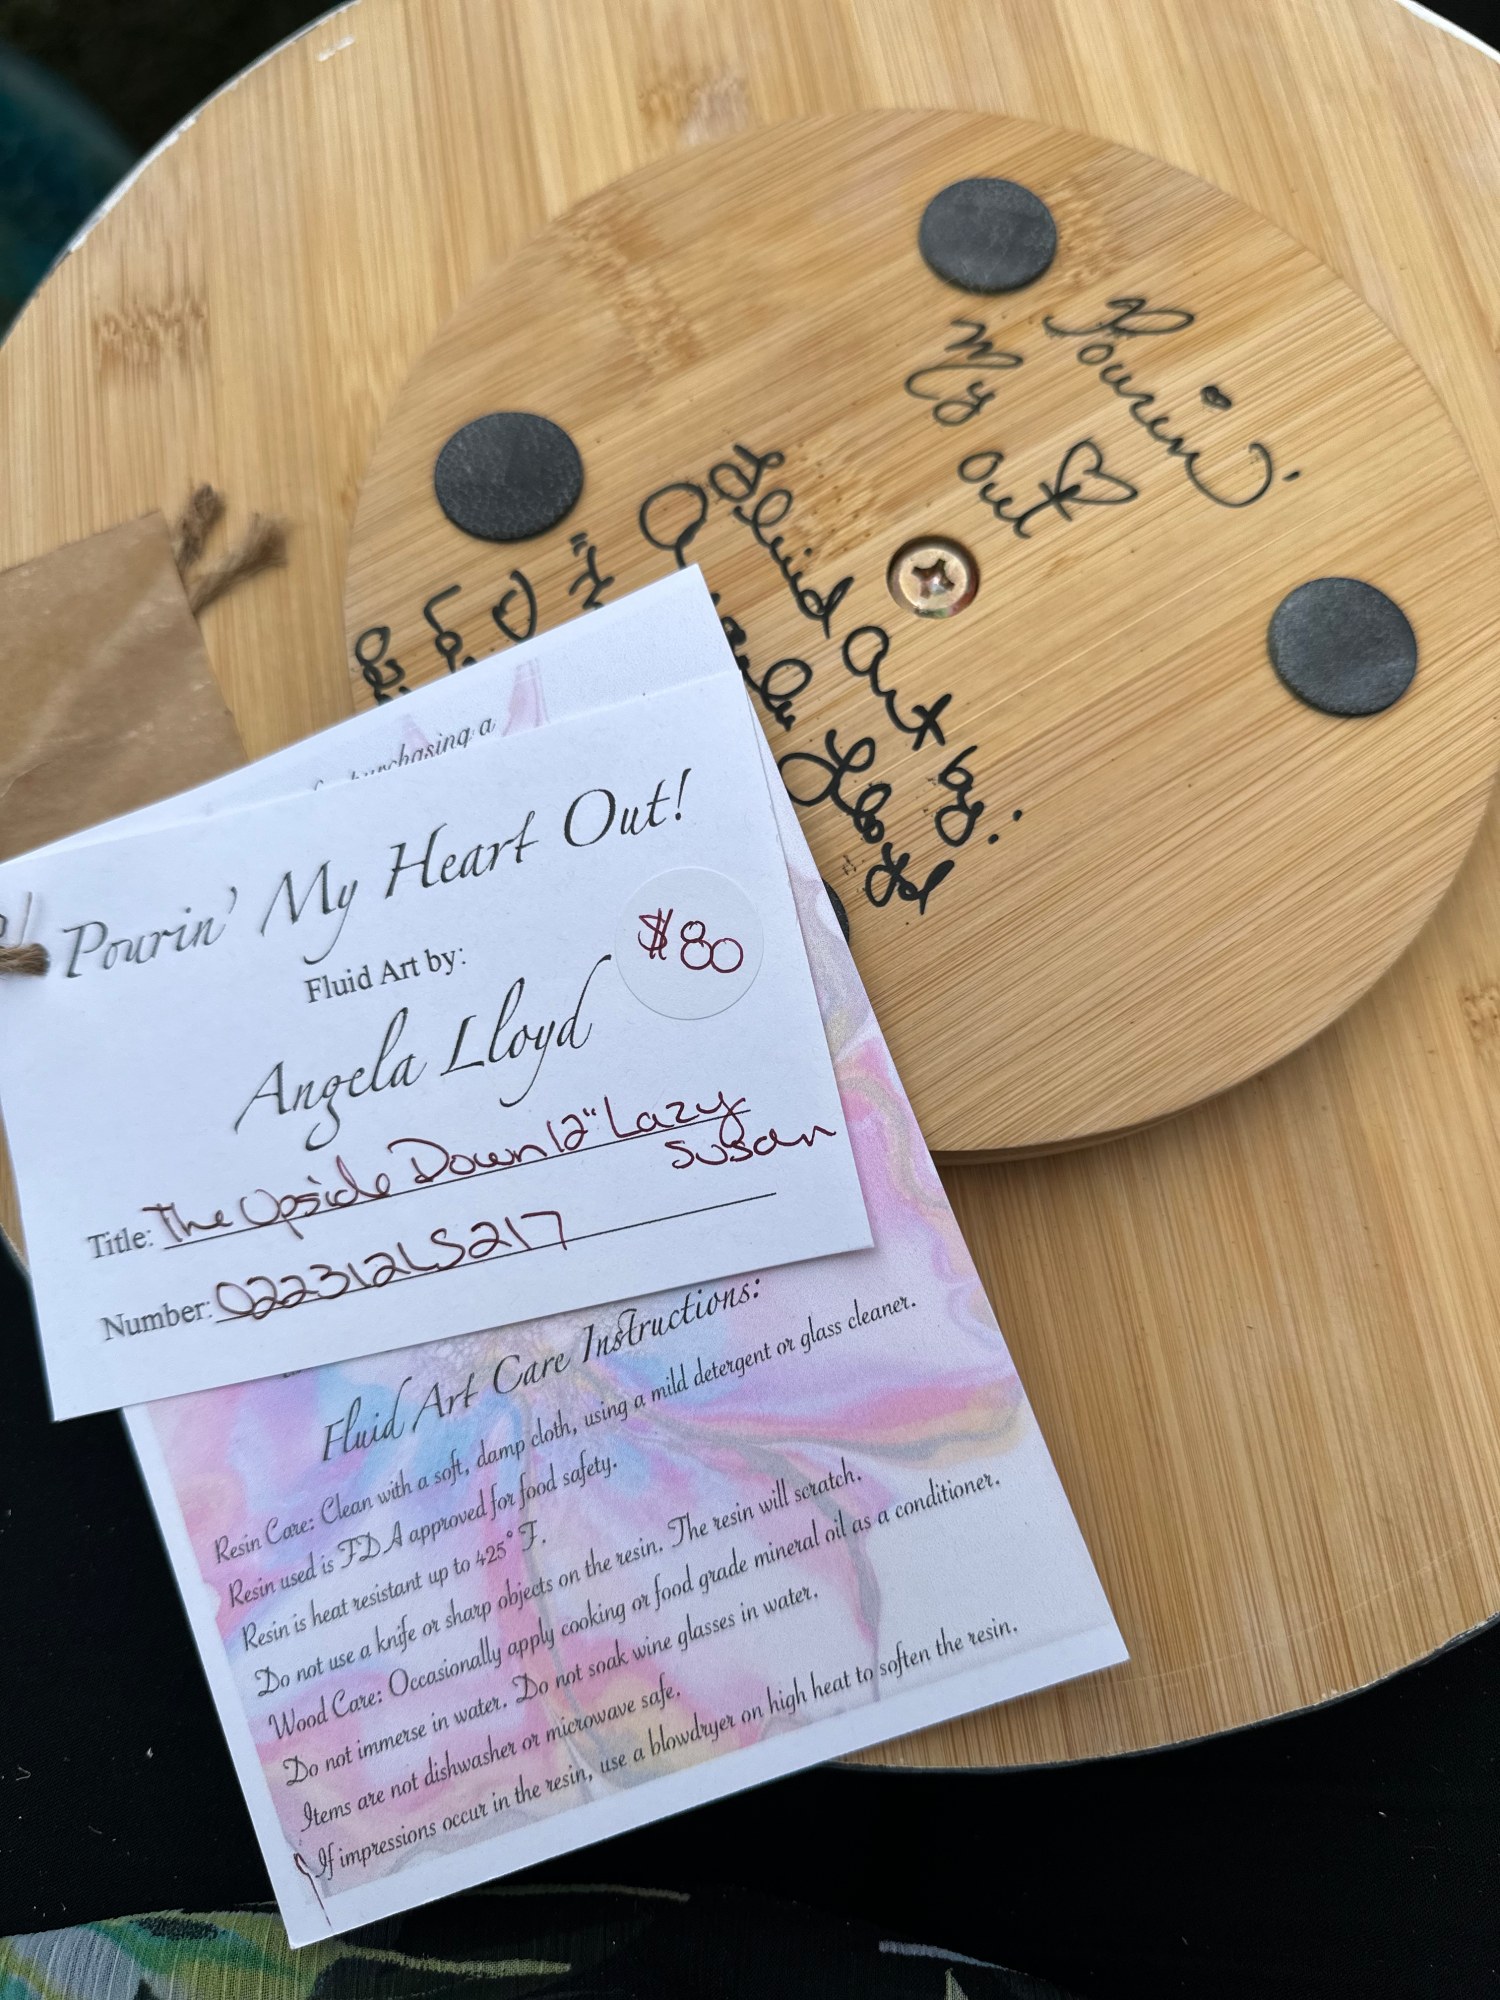 Pourin'
My ♡
out
Fluid Art by:
Lloyd
purchasing a
Pourin' My Heart Out!
Fluid Art by:
$80
Angela Lloyd
Title: The Upside Down 12" Lazy
Susan
Number: 022312LS217
Fluid Art Care Instructions:
Resin Care: Clean with a soft, damp cloth, using a mild detergent or glass cleaner.
Resin used is FDA approved for food safety.
Resin is heat resistant up to 425° F.
Do not use a knife or sharp objects on the resin. The resin will scratch.
Wood Care: Occasionally apply cooking or food grade mineral oil as a conditioner.
Do not immerse in water. Do not soak wine glasses in water.
Items are not dishwasher or microwave safe.
If impressions occur in the resin, use a blowdryer on high heat to soften the resin.